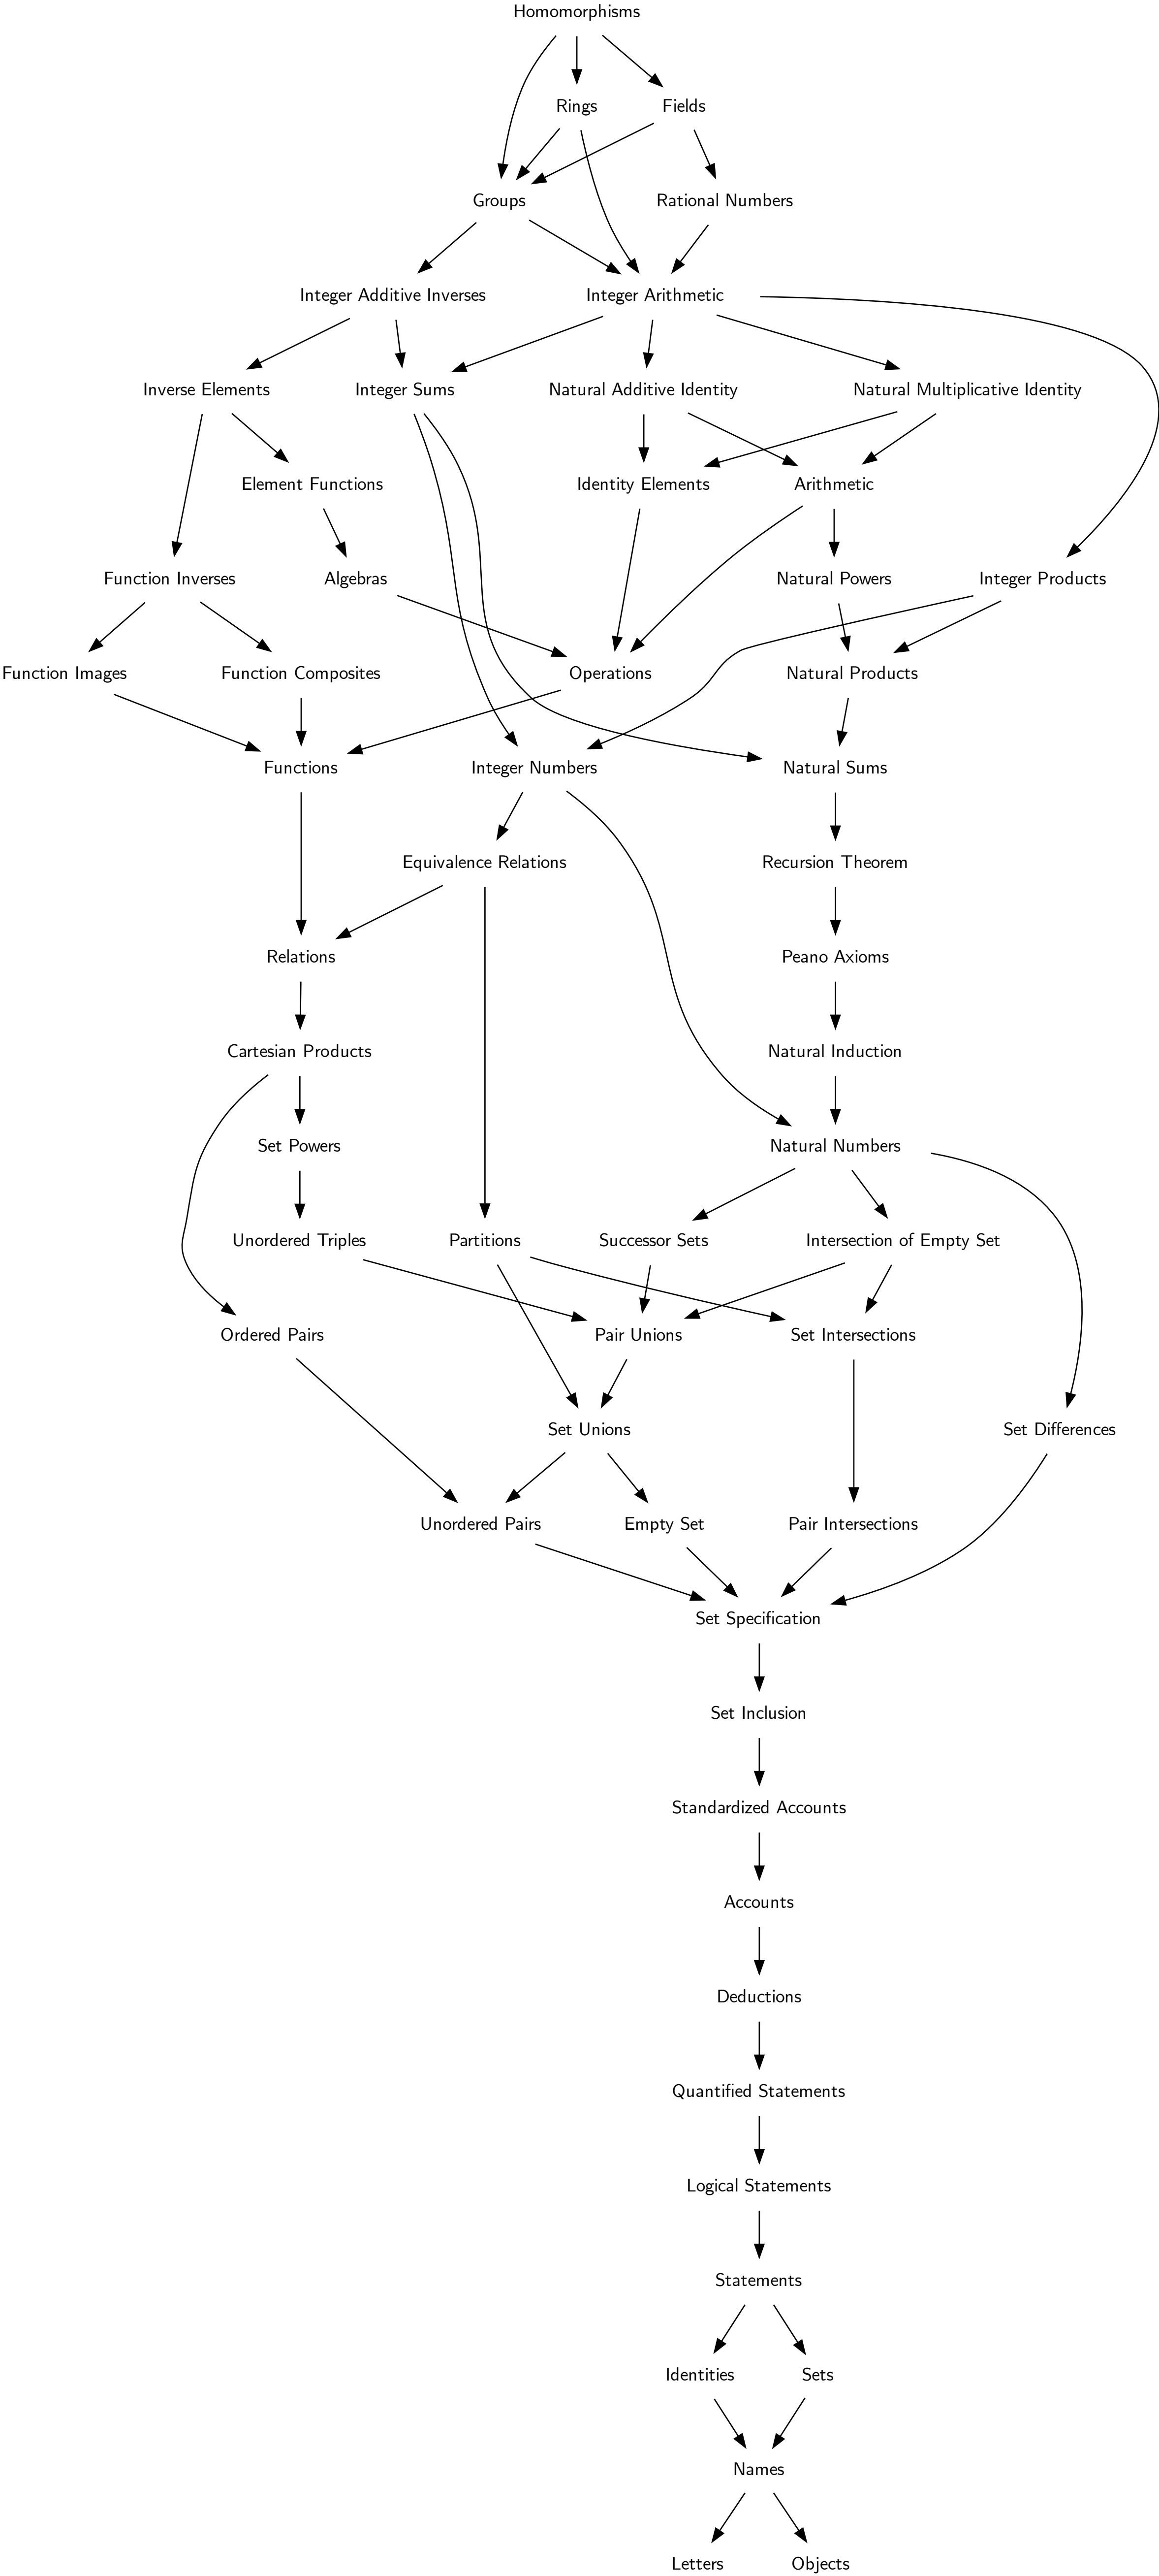 Homomorphisms
Rings
Fields
Groups
Rational Numbers
Integer Additive Inverses
Integer Arithmetic
Inverse Elements
Integer Sums
Natural Additive Identity
Natural Multiplicative Identity
Element Functions
Identity Elements
Arithmetic
Function Inverses
Algebras
Natural Powers
Integer Products
Function Images
Function Composites
Operations
Natural Products
Functions
Integer Numbers
Natural Sums
Equivalence Relations
Recursion Theorem
Relations
Peano Axioms
Cartesian Products
Natural Induction
Set Powers
Natural Numbers
Unordered Triples
Partitions
Successor Sets
Intersection of Empty Set
Ordered Pairs
Pair Unions
Set Intersections
Set Unions
Set Differences
Unordered Pairs
Empty Set
Pair Intersections
Set Specification
Set Inclusion
Standardized Accounts
Accounts
Deductions
Quantified Statements
Logical Statements
Statements
Identities
Sets
Names
Letters
Objects